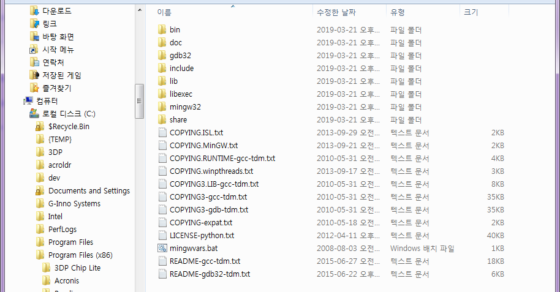 다운로드
링크
바탕 화면
시작 메뉴
연락처
저장된 게임
즐겨찾기
컴퓨터
로컬 디스크 (C:)
$Recycle.Bin
(TEMP)
3DP
acroldr
dev
Documents and Settings
G-Inno Systems
Intel
PerfLogs
Program Files
Program Files (x86)
3DP Chip Lite
Acronis
이름 수정한 날짜 유형 크기
bin 2019-03-21 오후... 파일 폴더
doc 2019-03-21 오후... 파일 폴더
gdb32 2019-03-21 오후... 파일 폴더
include 2019-03-21 오후... 파일 폴더
lib 2019-03-21 오후... 파일 폴더
libexec 2019-03-21 오후... 파일 폴더
mingw32 2019-03-21 오후... 파일 폴더
share 2019-03-21 오후... 파일 폴더
COPYING.ISL.txt 2013-09-29 오전... 텍스트 문서 2KB
COPYING.MinGW.txt 2013-09-29 오전... 텍스트 문서 2KB
COPYING.RUNTIME-gcc-tdm.txt 2010-05-31 오후... 텍스트 문서 4KB
COPYING.winpthreads.txt 2013-09-17 오전... 텍스트 문서 3KB
COPYING3.LIB-gcc-tdm.txt 2010-05-31 오후... 텍스트 문서 8KB
COPYING3-gcc-tdm.txt 2010-05-31 오후... 텍스트 문서 35KB
COPYING3-gdb-tdm.txt 2010-05-31 오후... 텍스트 문서 35KB
COPYING-expat.txt 2010-05-18 오전... 텍스트 문서 2KB
LICENSE-python.txt 2012-04-11 오후... 텍스트 문서 40KB
mingwvars.bat 2008-08-03 오전... Windows 배치 파일 1KB
README-gcc-tdm.txt 2015-06-27 오전... 텍스트 문서 18KB
README-gdb32-tdm.txt 2015-06-22 오전... 텍스트 문서 6KB